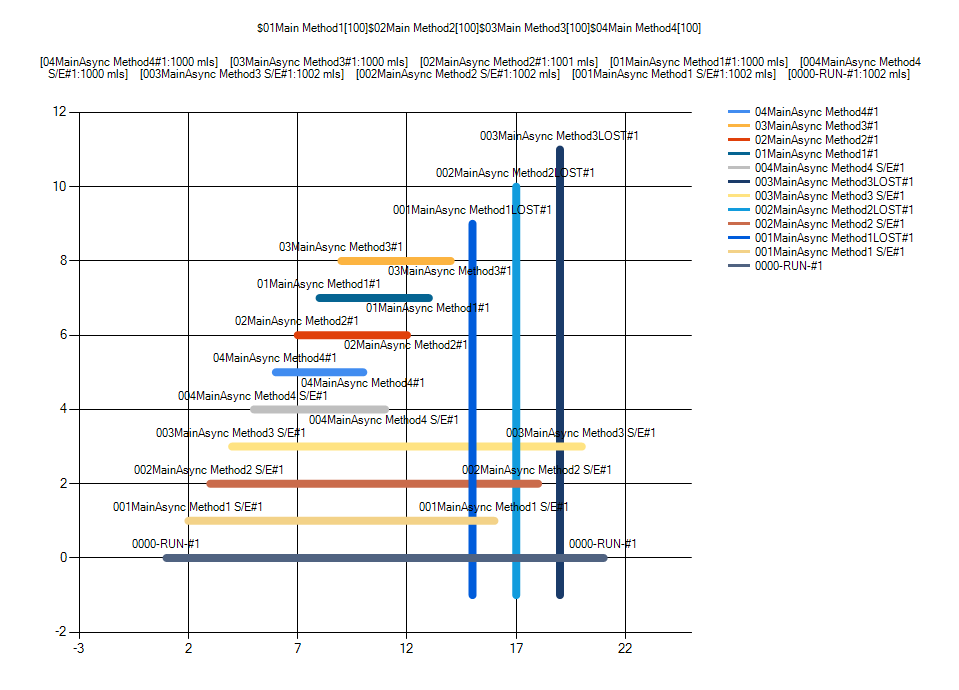 $01Main Method1[100]$02Main Method2[100]$03Main Method3[100]$04Main Method4[100]
[04MainAsync Method4#1:1000 mls] [03MainAsync Method3#1:1000 mls] [02MainAsync Method2#1:1001 mls] [01MainAsync Method1#1:1000 mls] [004MainAsync Method4
S/E#1:1000 mls] [003MainAsync Method3 S/E#1:1002 mls] [002MainAsync Method2 S/E#1:1002 mls] [001MainAsync Method1 S/E#1:1002 mls] [0000-RUN-#1:1002 mls]
12
003MainAsync Method3LOST#1
002MainAsync Method2LOST#1
10
001MainAsync Method1LOST#1
03MainAsync Method3#1
8
03MainAsync Method3#1
01MainAsync Method1#1
01MainAsync Method1#1
02MainAsync Method2#1
6
02MainAsync Method2#1
04MainAsync Method4#1
04MainAsync Method4#1
004MainAsync Method4 S/E#1
4
004MainAsync Method4 S/E#1
003MainAsync Method3 S/E#1
003MainAsync Method3 S/E#1
002MainAsync Method2 S/E#1
002MainAsync Method2 S/E#1
2
001MainAsync Method1 S/E#1
001MainAsync Method1 S/E#1
0000-RUN-#1
0000-RUN-#1
0
-2
-3
2
7
12
17
22
04MainAsync Method4#1
03MainAsync Method3#1
02MainAsync Method2#1
01MainAsync Method1#1
004MainAsync Method4 S/E#1
003MainAsync Method3LOST#1
003MainAsync Method3 S/E#1
002MainAsync Method2LOST#1
002MainAsync Method2 S/E#1
001MainAsync Method1LOST#1
001MainAsync Method1 S/E#1
0000-RUN-#1